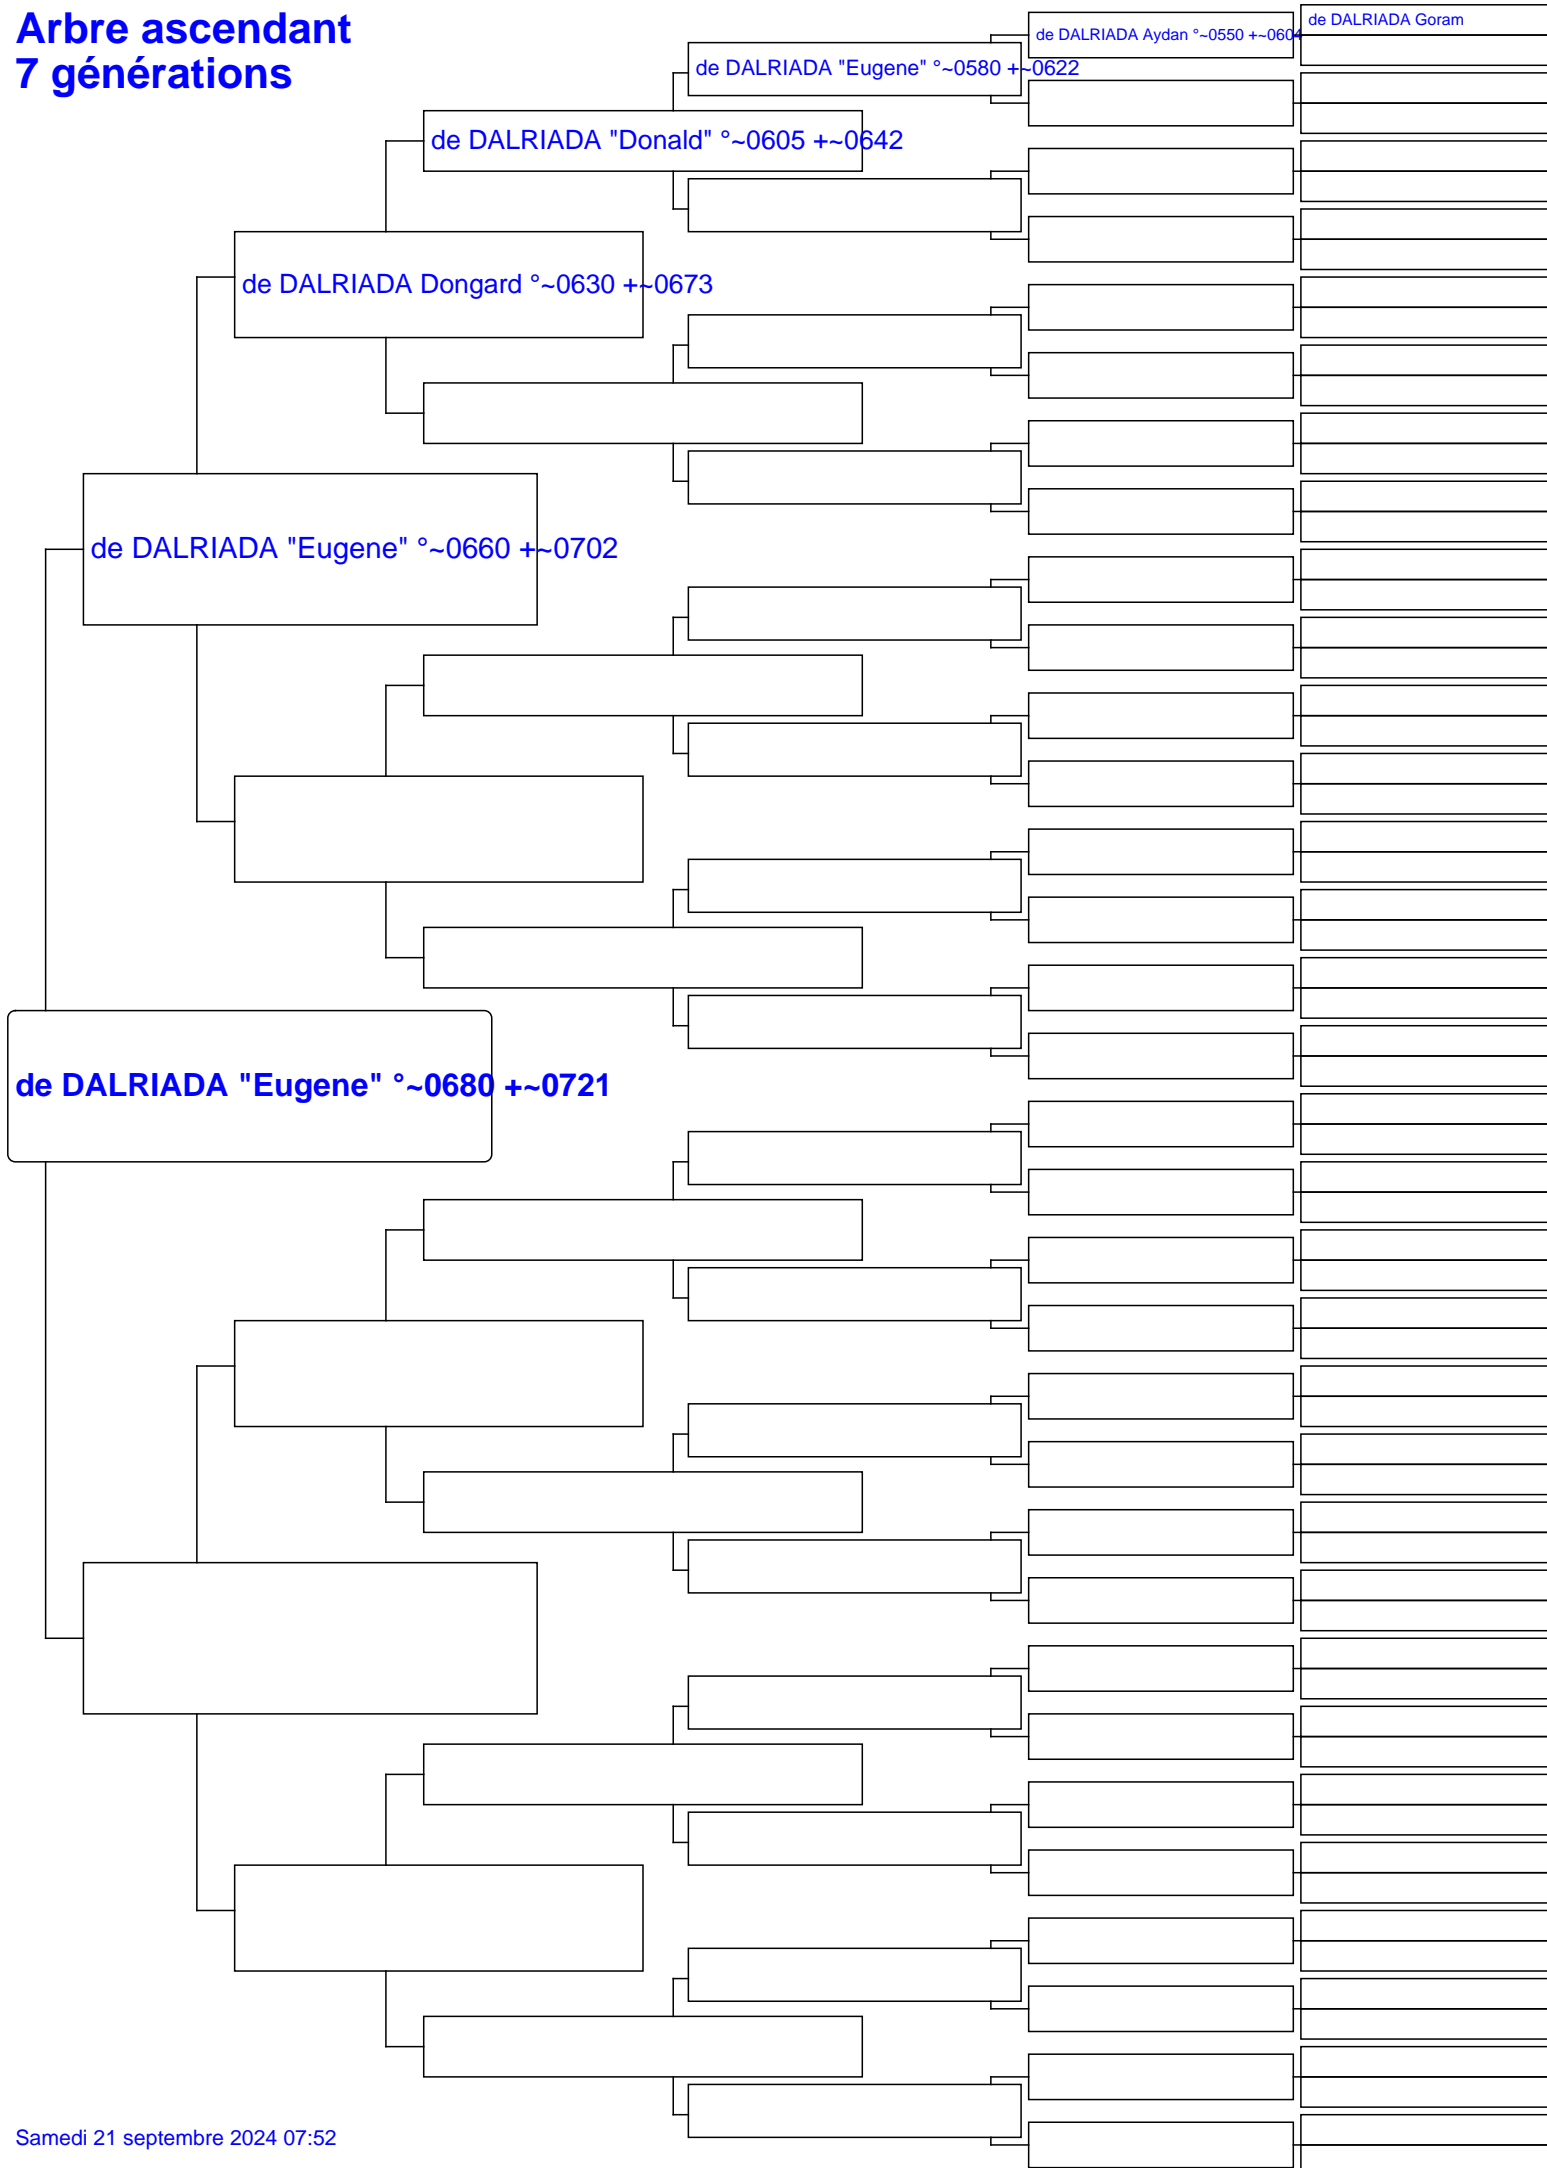 Arbre ascendant
7 générations
de DALRIADA Goram
de DALRIADA Aydan °~0550 +~0604
de DALRIADA "Eugene" °~0580 +~0622
de DALRIADA "Donald" °~0605 +~0642
de DALRIADA Dongard °~0630 +~0673
de DALRIADA "Eugene" °~0660 +~0702
de DALRIADA "Eugene" °~0680 +~0721
Samedi 21 septembre 2024 07:52